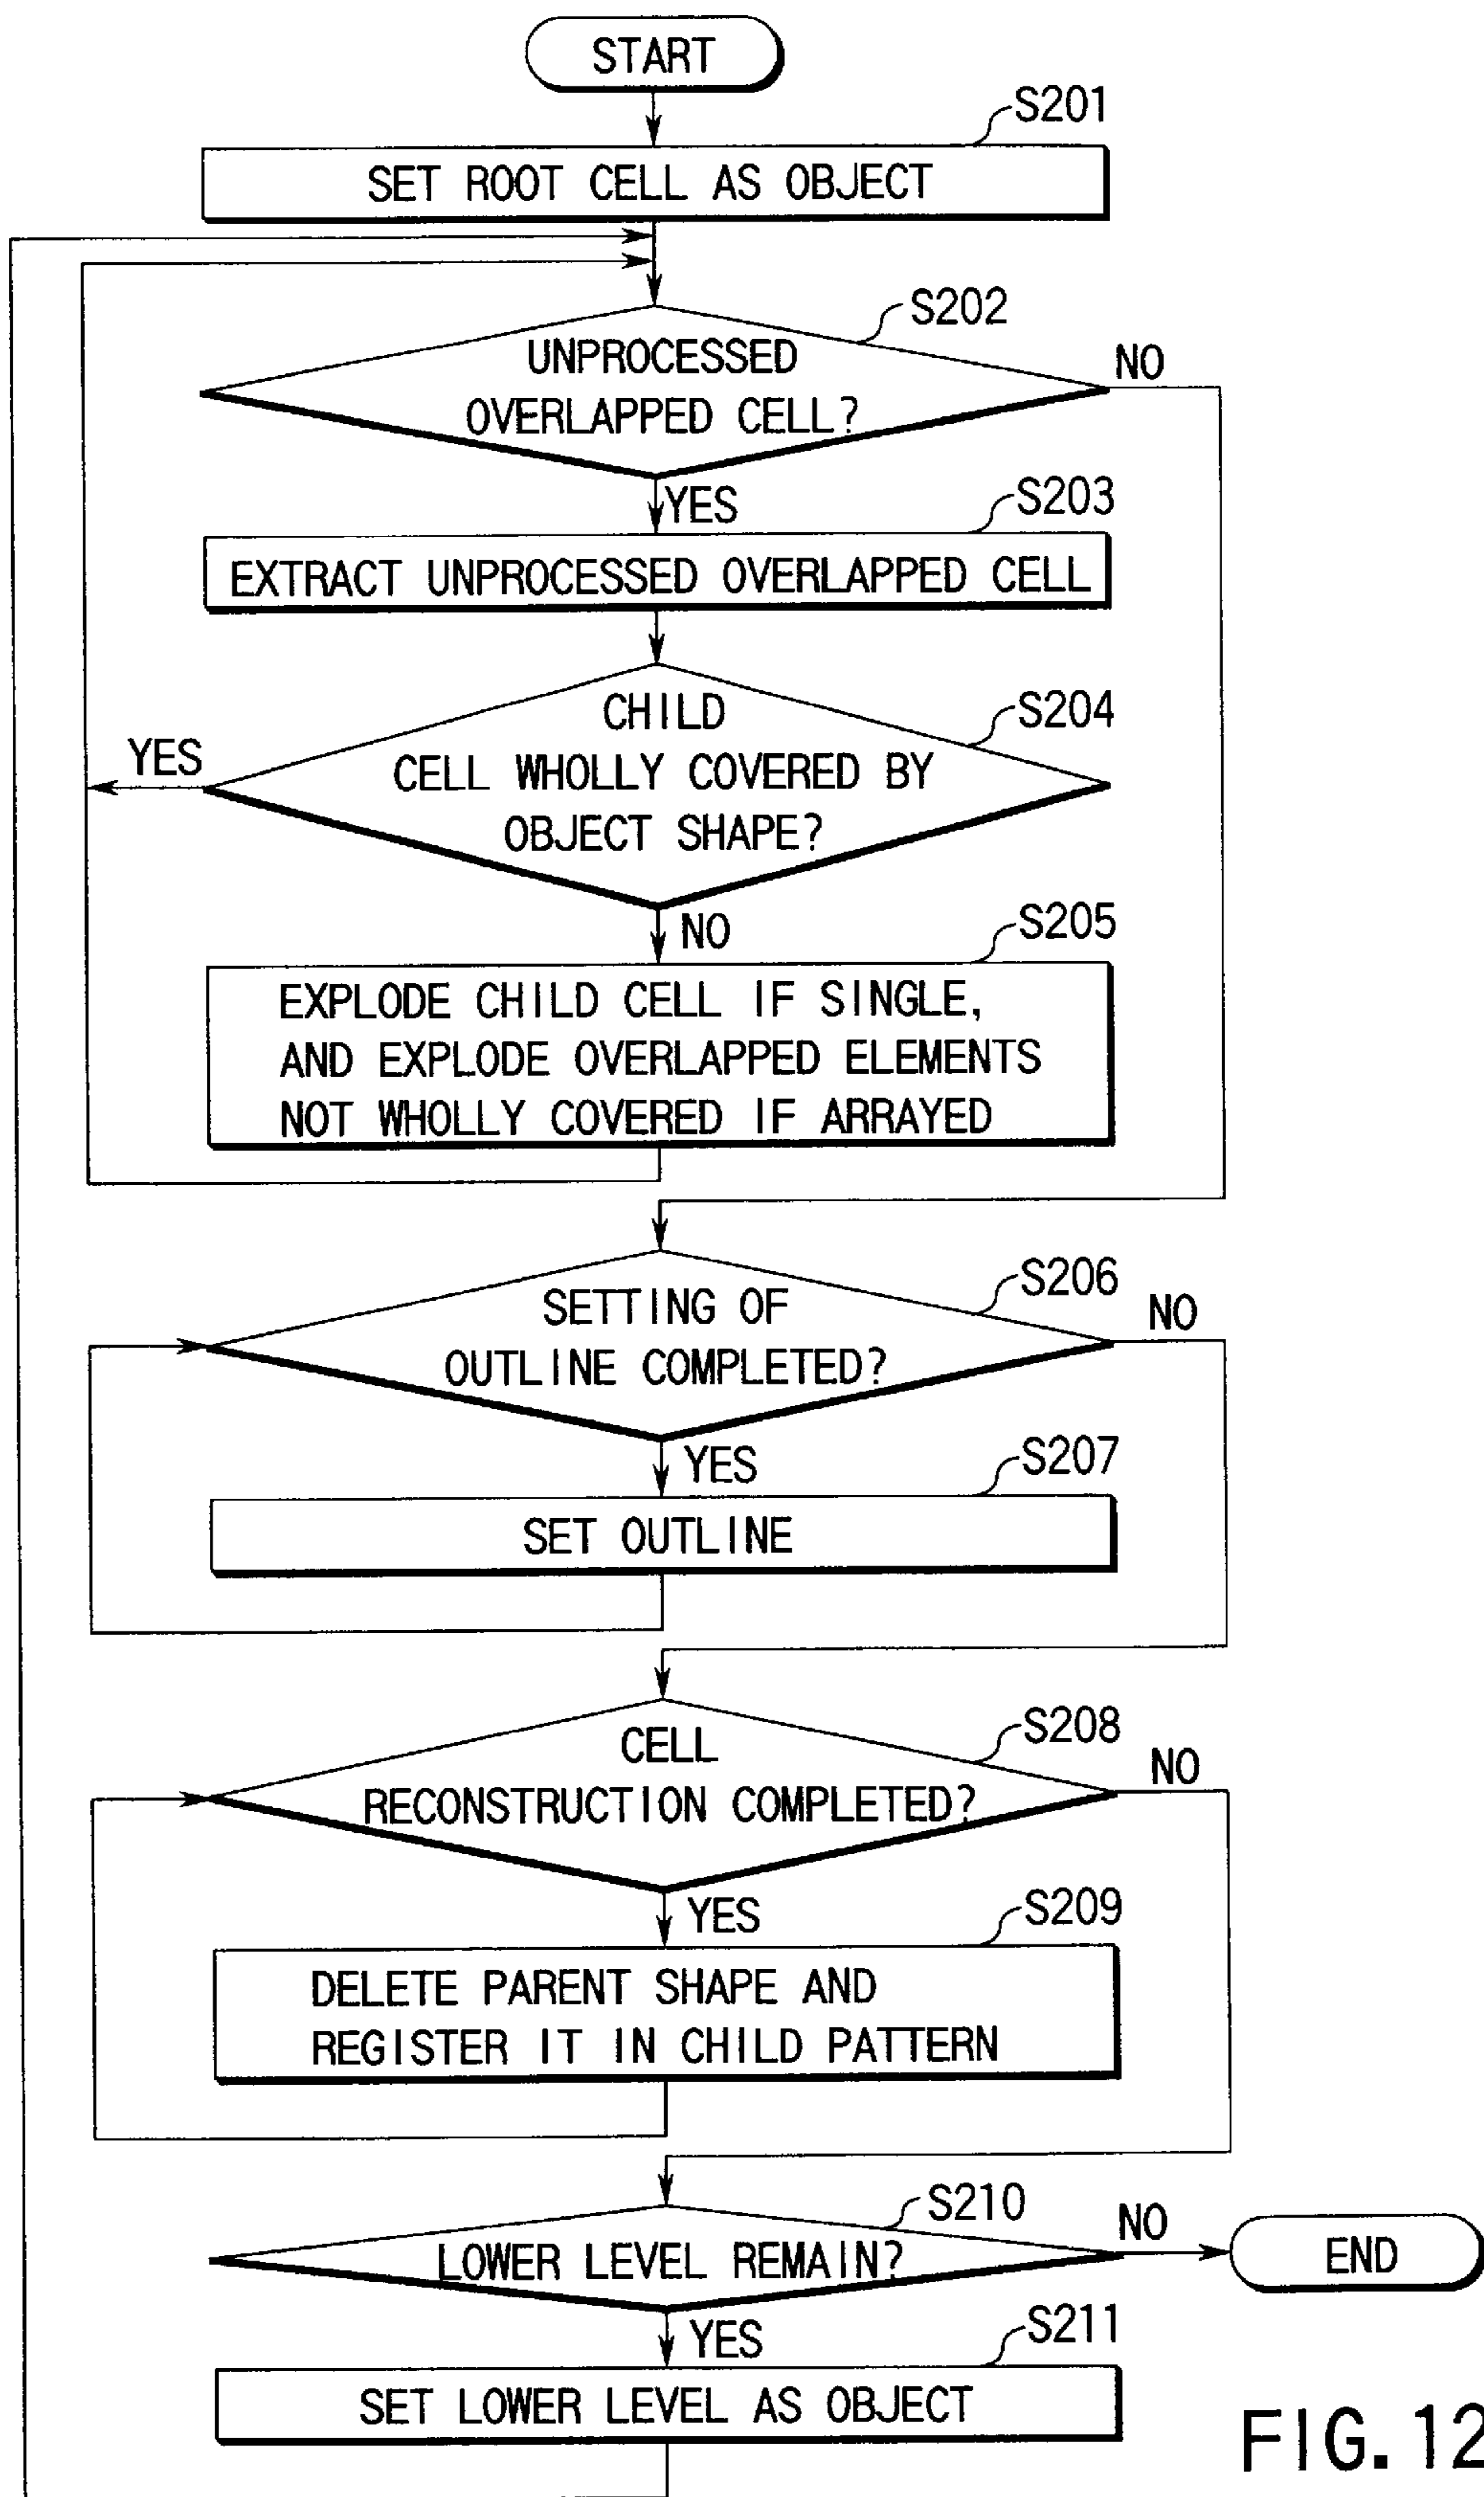 START
S201
SET ROOT CELL AS OBJECT
S202
UNPROCESSED
OVERLAPPED CELL?
NO
YES
S203
EXTRACT UNPROCESSED OVERLAPPED CELL
S204
CHILD
CELL WHOLLY COVERED BY
OBJECT SHAPE?
YES
NO
S205
EXPLODE CHILD CELL IF SINGLE,
AND EXPLODE OVERLAPPED ELEMENTS
NOT WHOLLY COVERED IF ARRAYED
S206
SETTING OF
OUTLINE COMPLETED?
NO
YES
S207
SET OUTLINE
S208
CELL
RECONSTRUCTION COMPLETED?
NO
YES
S209
DELETE PARENT SHAPE AND
REGISTER IT IN CHILD PATTERN
S210
LOWER LEVEL REMAIN?
NO
END
YES
S211
SET LOWER LEVEL AS OBJECT
FIG. 12